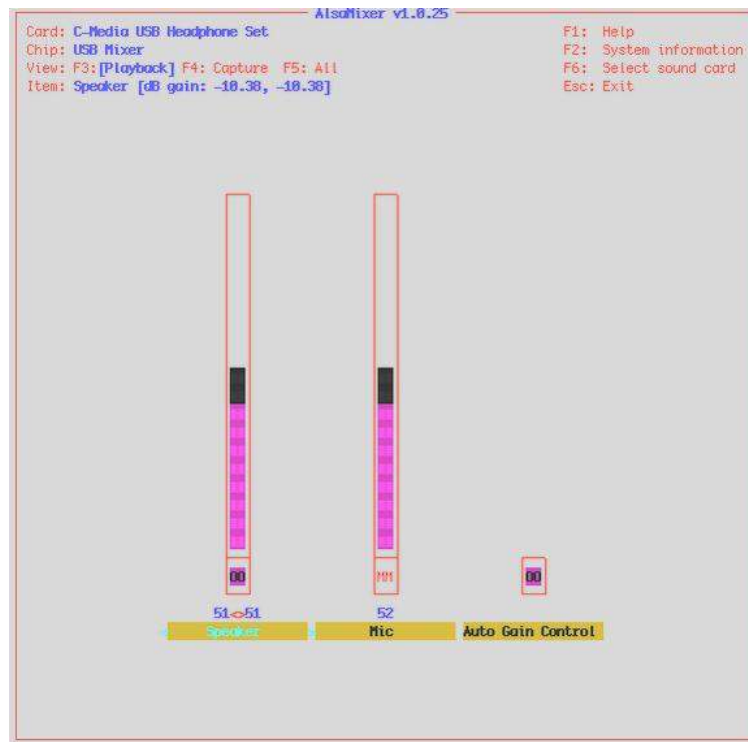 AlsaMixer v1.0.25
Card: C-Media USB Headphone Set F1: Help
Chip: USB Mixer F2: System information
View: F3:[Playback] F4: Capture F5: All F6: Select sound card
Item: Speaker [dB gain: -10.38, -10.38] Esc: Exit
00 MM 00
51<>51 52
< Speaker > Mic Auto Gain Control